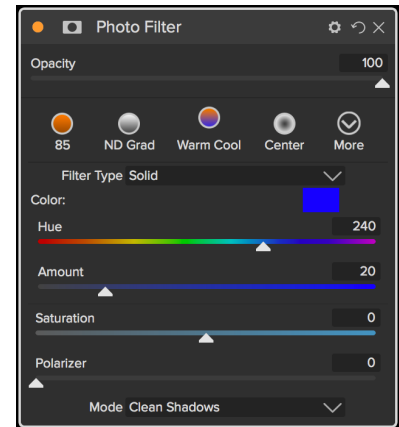 Photo Filter
Opacity 100
85 ND Grad Warm Cool Center More
Filter Type Solid
Color:
Hue 240
Amount 20
Saturation 0
Polarizer 0
Mode Clean Shadows